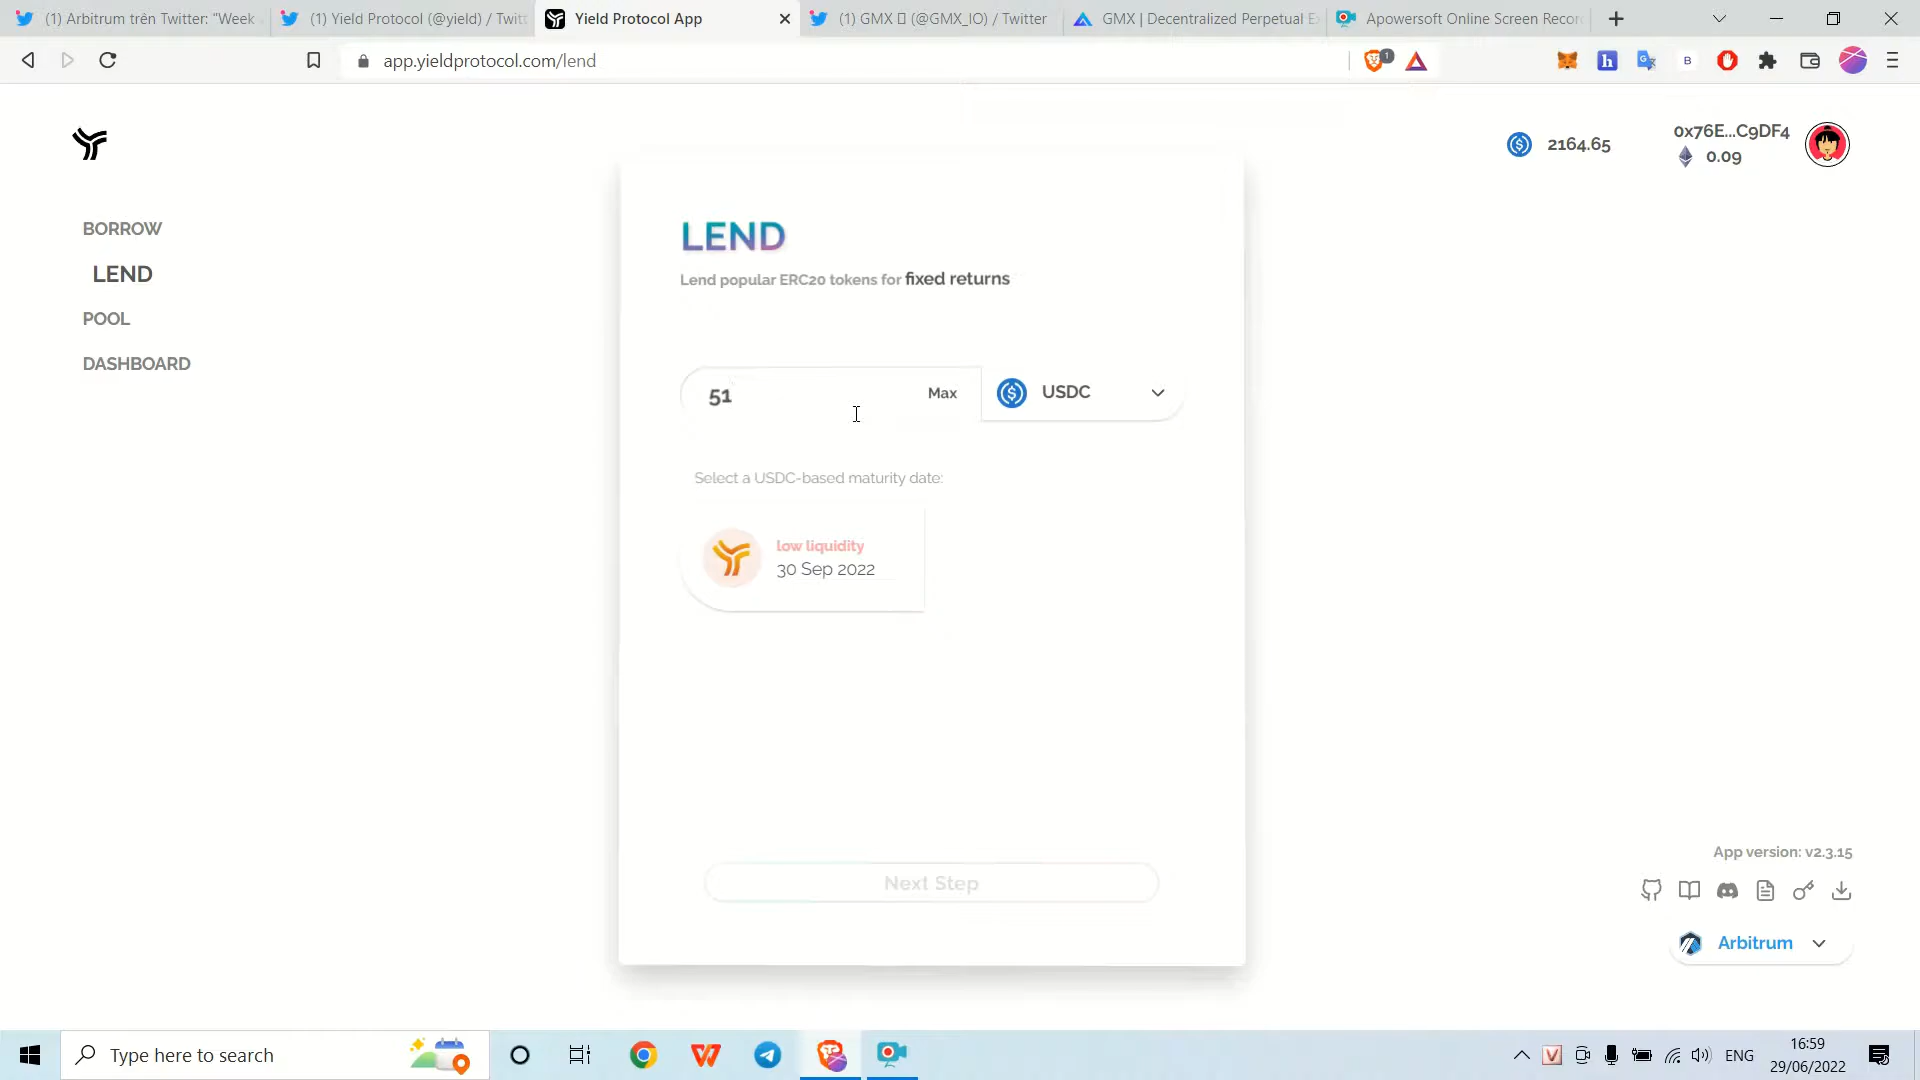 (1) Arbitrum trên Twitter: "Week
(1) Yield Protocol (@yield) / Twitt
Yield Protocol App
(1) GMX (@GMX_IO) / Twitter
GMX | Decentralized Perpetual Ex
Apowersoft Online Screen Record
app.yieldprotocol.com/lend
1
h
B
2164.65
0x76E...C9DF4
0.09
BORROW
LEND
POOL
DASHBOARD
LEND
Lend popular ERC20 tokens for fixed returns
51
Max
USDC
Select a USDC-based maturity date:
low liquidity
30 Sep 2022
Next Step
App version: v2.3.15
Arbitrum
Type here to search
ENG
16:59
29/06/2022